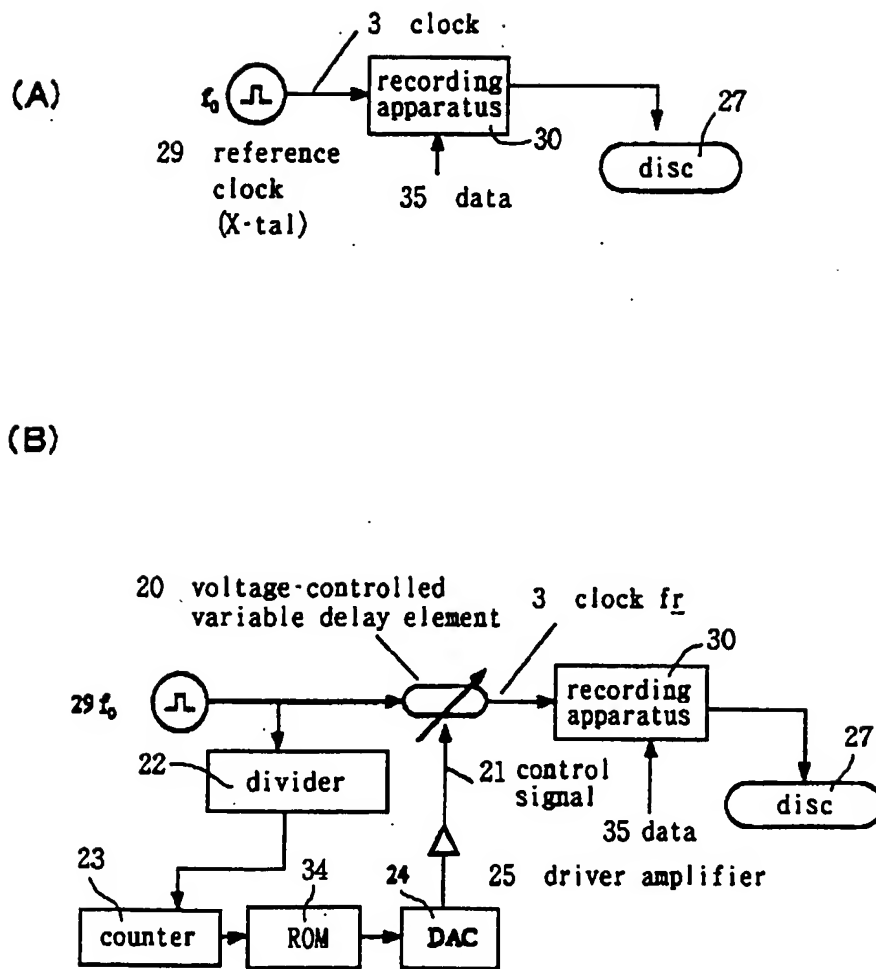 3 clock
(A)
f₀
recording
apparatus
30
27
disc
29 reference
clock
(X-tal)
35 data
(B)
20 voltage-controlled
variable delay element
3 clock fr
30
29 f₀
recording
apparatus
22
divider
21 control
signal
27
disc
35 data
23
34
24
25 driver amplifier
counter
ROM
DAC